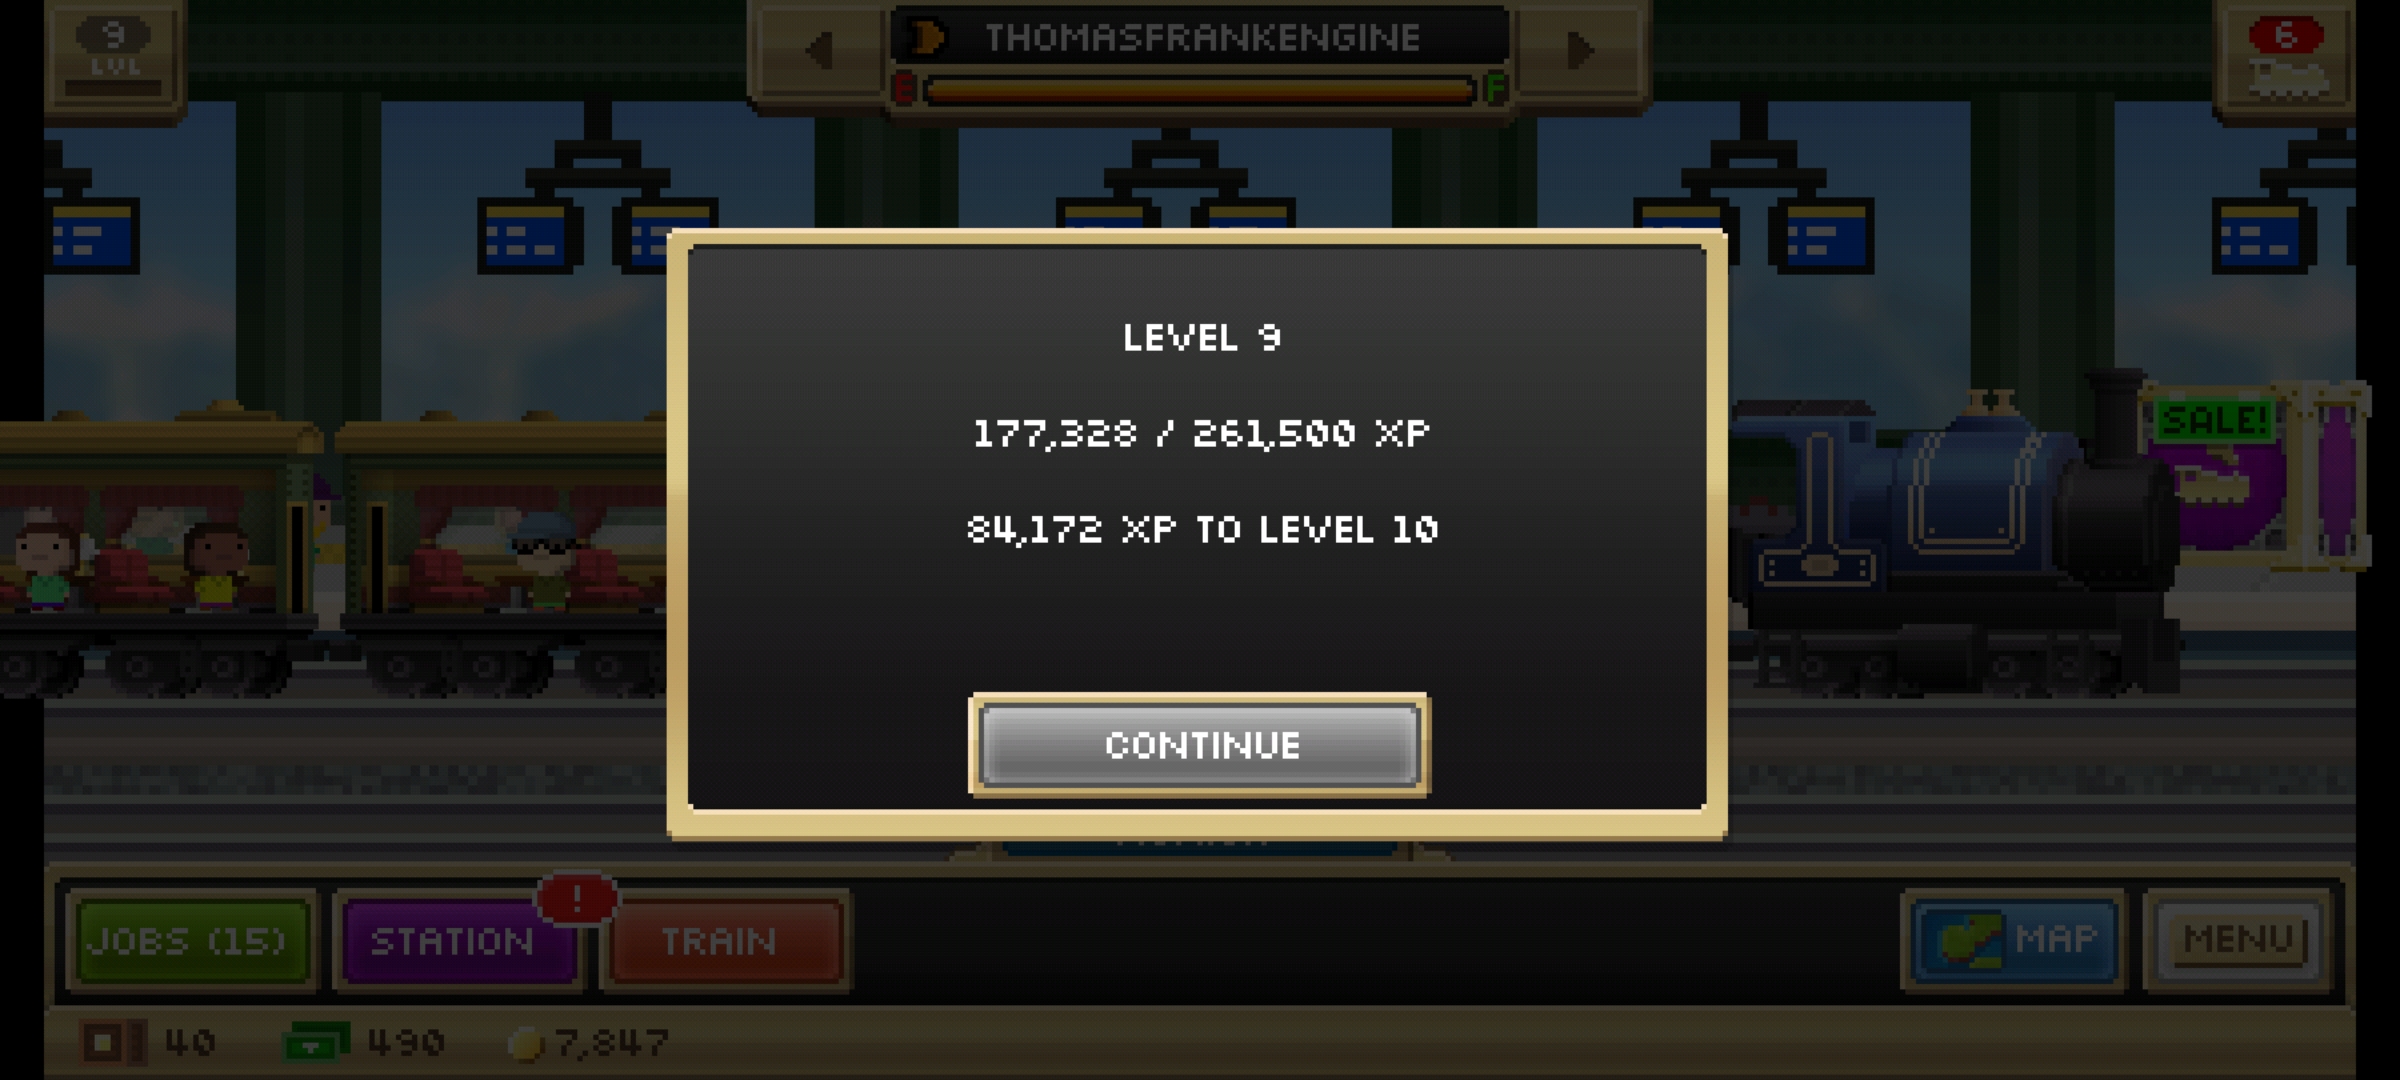 9
LVL
THOMASFRANKENGINE
E
F
6
SALE!
LEVEL 9
177,328 / 261,500 XP
84,172 XP TO LEVEL 10
CONTINUE
JOBS (15)
STATION
!
TRAIN
MAP
MENU
40
490
7,847